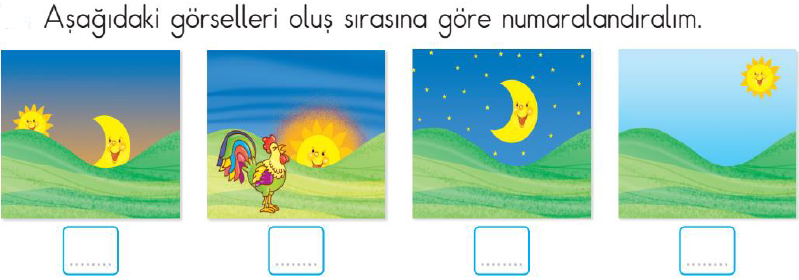 Aşağıdaki görselleri oluş sırasına göre numaralandıralım.
........ ........ ........ ........